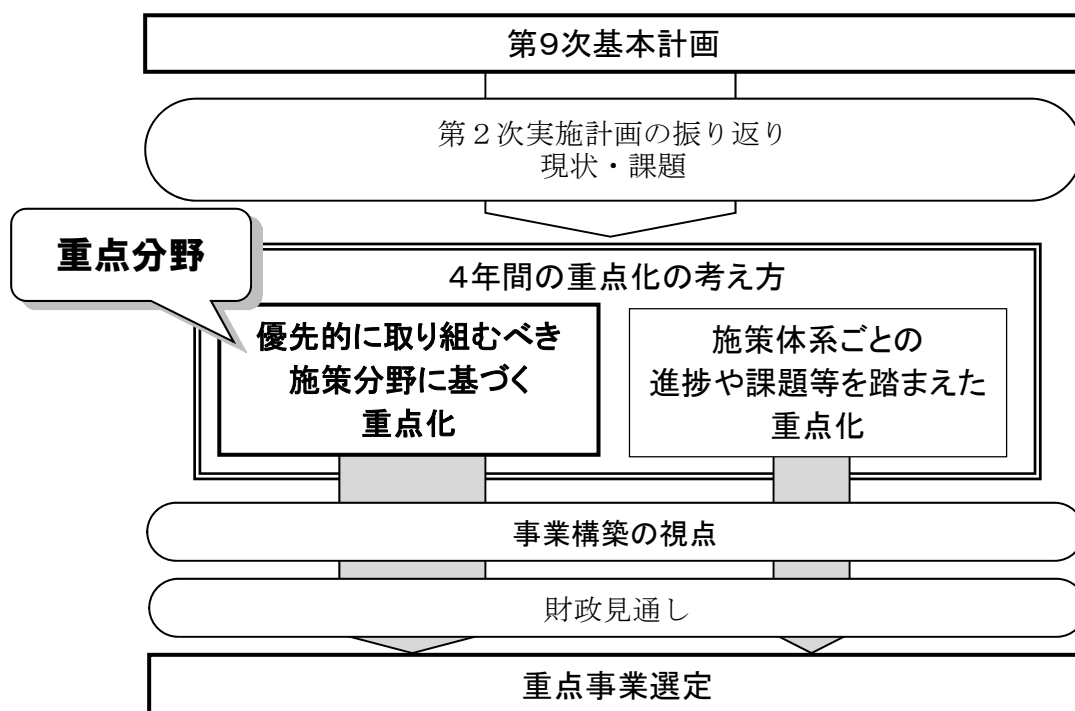 第９次基本計画
第２次実施計画の振り返り
現状・課題
重点分野
４年間の重点化の考え方
優先的に取り組むべき
施策分野に基づく
重点化
施策体系ごとの
進捗や課題等を踏まえた
重点化
事業構築の視点
財政見通し
重点事業選定